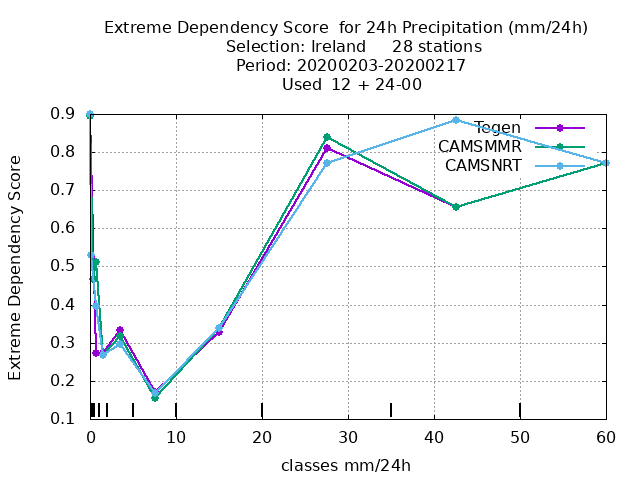 Extreme Dependency Score  for 24h Precipitation (mm/24h)
Selection: Ireland     28 stations
Period: 20200203-20200217
Used  12 + 24-00
Extreme Dependency Score
0.9
0.8
0.7
0.6
0.5
0.4
0.3
0.2
0.1
Tegen
CAMSMMR
CAMSNRT
0 10 20 30 40 50 60
classes mm/24h